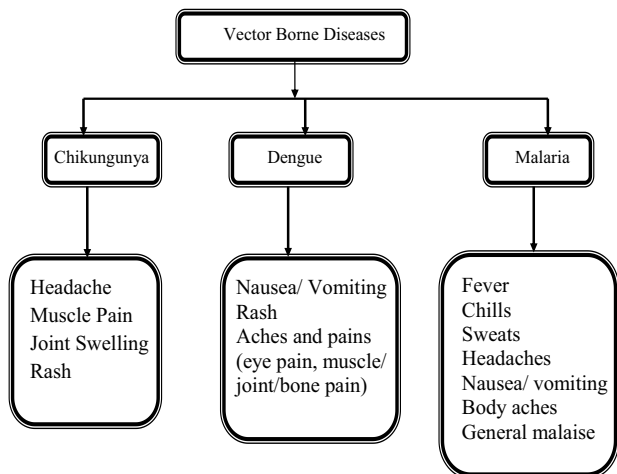 Vector Borne Diseases
Chikungunya
Dengue
Malaria
Headache
Muscle Pain
Joint Swelling
Rash
Nausea/ Vomiting
Rash
Aches and pains
(eye pain, muscle/
joint/bone pain)
Fever
Chills
Sweats
Headaches
Nausea/ vomiting
Body aches
General malaise